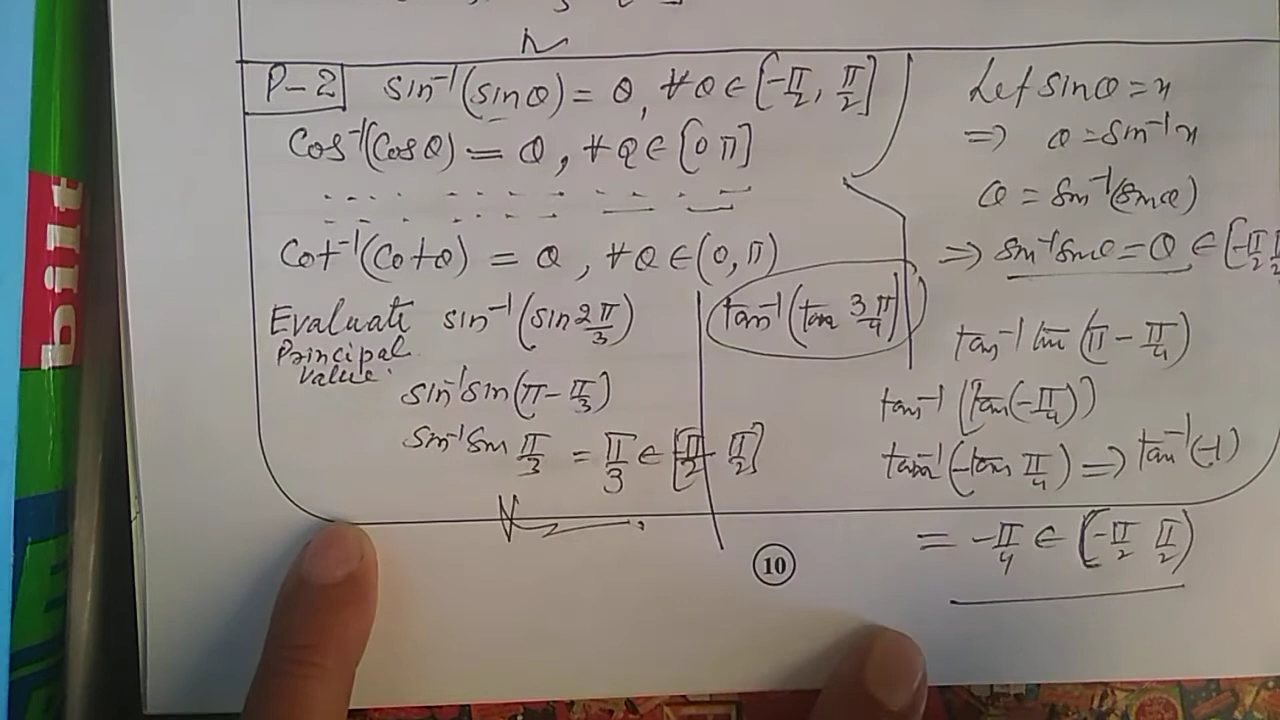 P-2 sin⁻¹(sinθ) = θ, ∀θ∈[-π/2, π/2]
Cos⁻¹(Cosθ) = θ, ∀θ∈[0 π]
Cot⁻¹(Cotθ) = θ, ∀θ∈(0, π)
Evaluate sin⁻¹(sin 2π/3)
Principal
value.
sin⁻¹sin(π-π/3)
sin⁻¹sin π/3 = π/3 ∈ [-π/2 π/2]
Let sinθ = x
⇒ θ = sin⁻¹x
θ = sin⁻¹(sinθ)
⇒ sin⁻¹sinθ = θ ∈ [-π/2 π/2
tan⁻¹(tan 3π/4)
tan⁻¹tan(π-π/4)
tan⁻¹(tan(-π/4))
tan⁻¹(-tan π/4) ⇒ tan⁻¹(-1)
= -π/4 ∈ (-π/2 π/2)
10
bilt